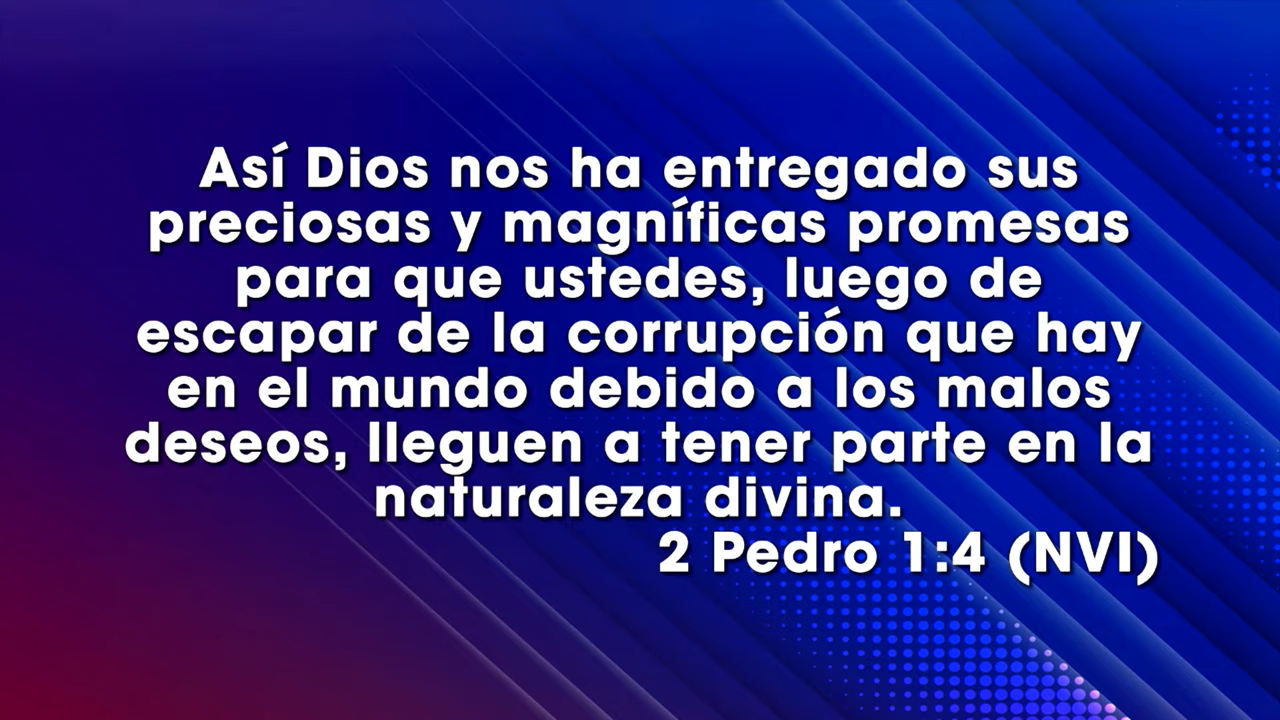 Así Dios nos ha entregado sus
preciosas y magníficas promesas
para que ustedes, luego de
escapar de la corrupción que hay
en el mundo debido a los malos
deseos, lleguen a tener parte en la
naturaleza divina.
2 Pedro 1:4 (NVI)